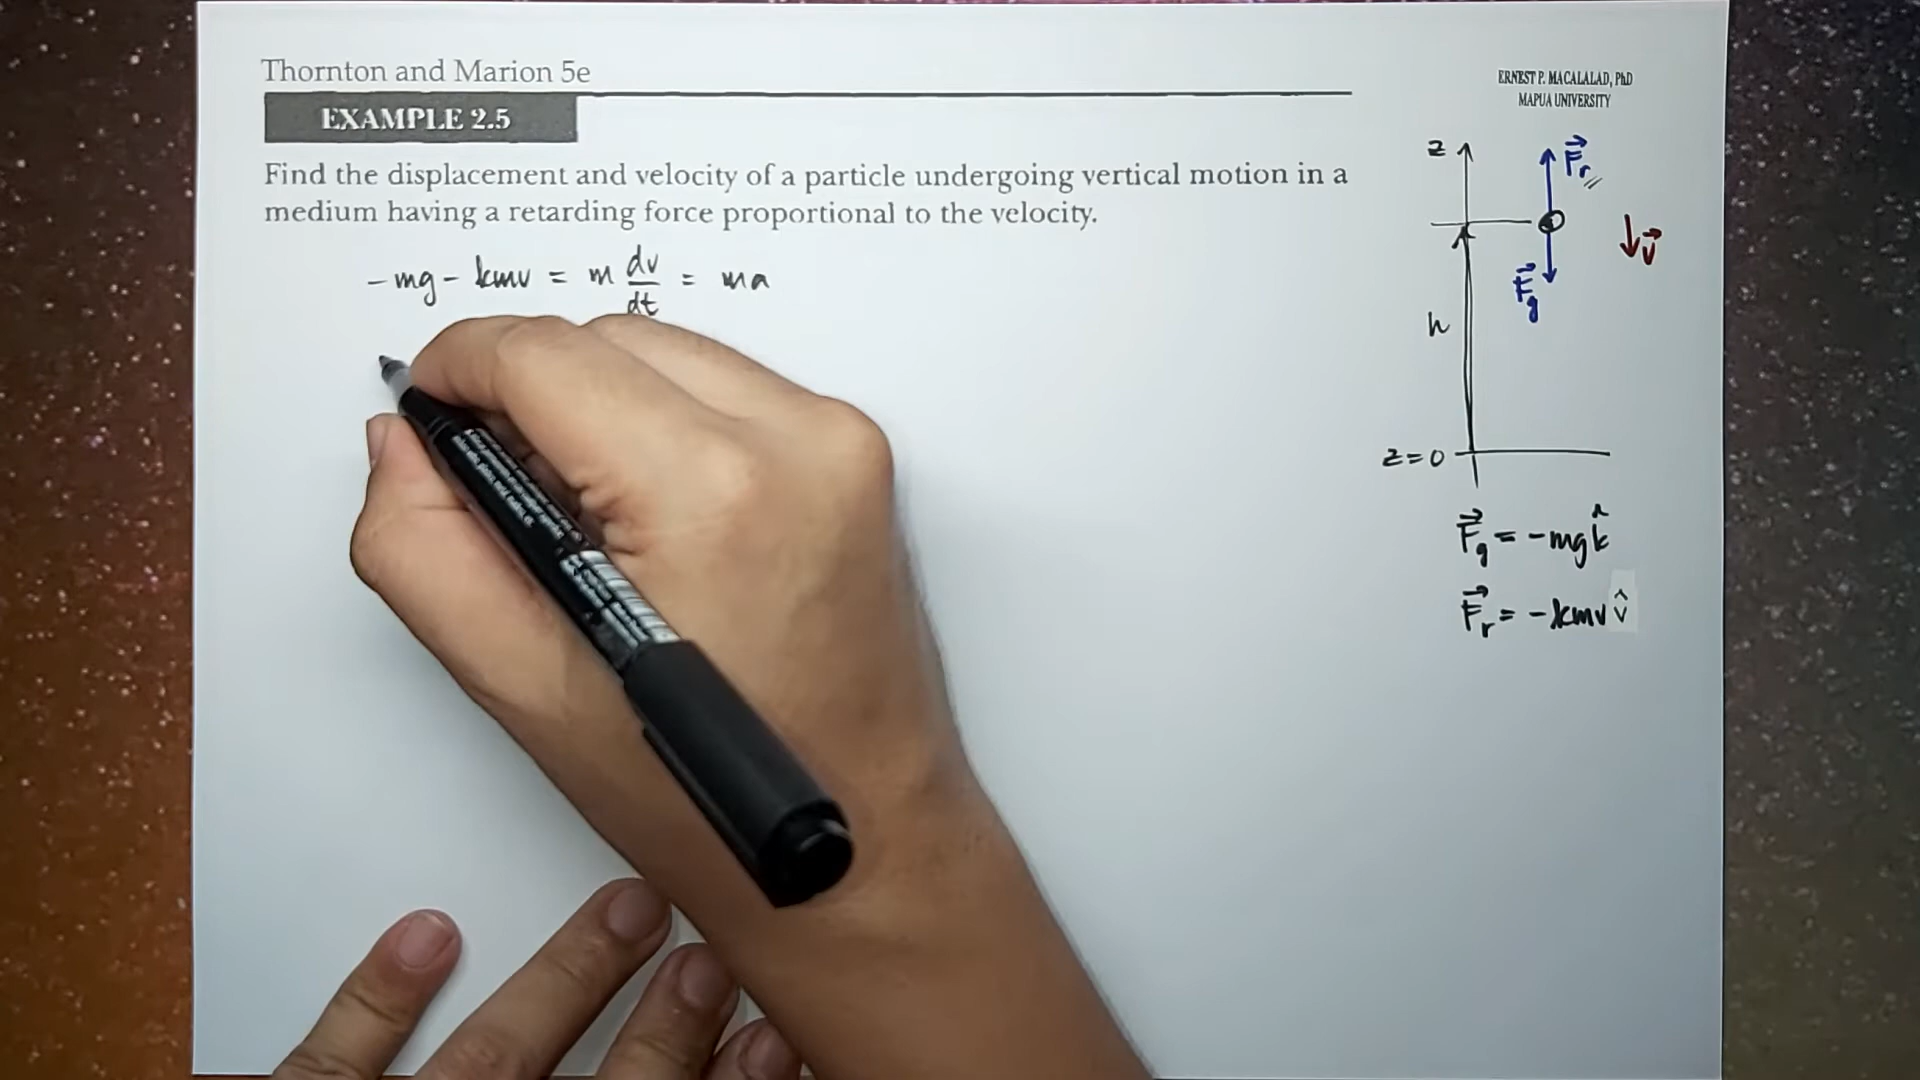 Thornton and Marion 5e
ERNEST P. MACALALAD, PhD
MAPUA UNIVERSITY
EXAMPLE 2.5
Find the displacement and velocity of a particle undergoing vertical motion in a
medium having a retarding force proportional to the velocity.
-mg - kmv = m dv/dt = ma
z
F⃗r
v⃗
F⃗g
h
z=0
F⃗g = -mg k̂
F⃗r = -kmv v̂